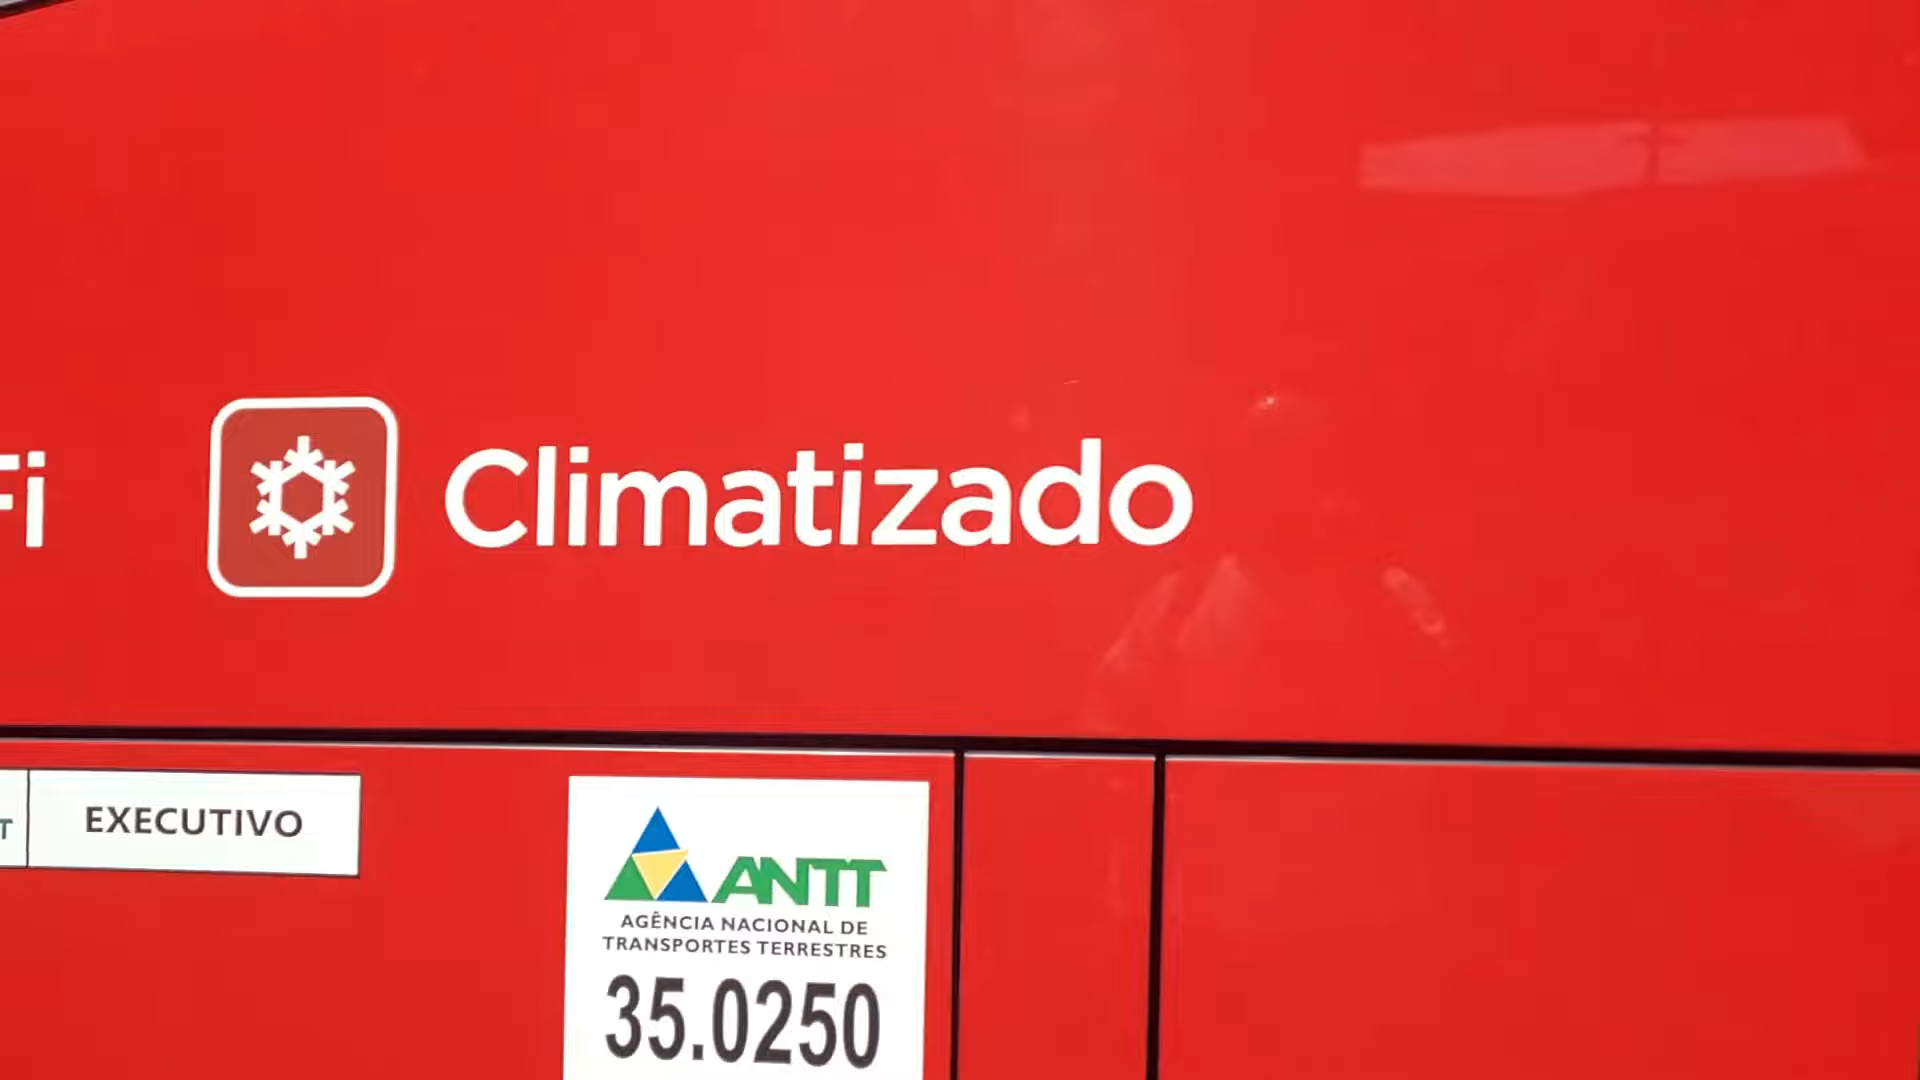 Fi
Climatizado
T
EXECUTIVO
ANTT
AGÊNCIA NACIONAL DE
TRANSPORTES TERRESTRES
35.0250